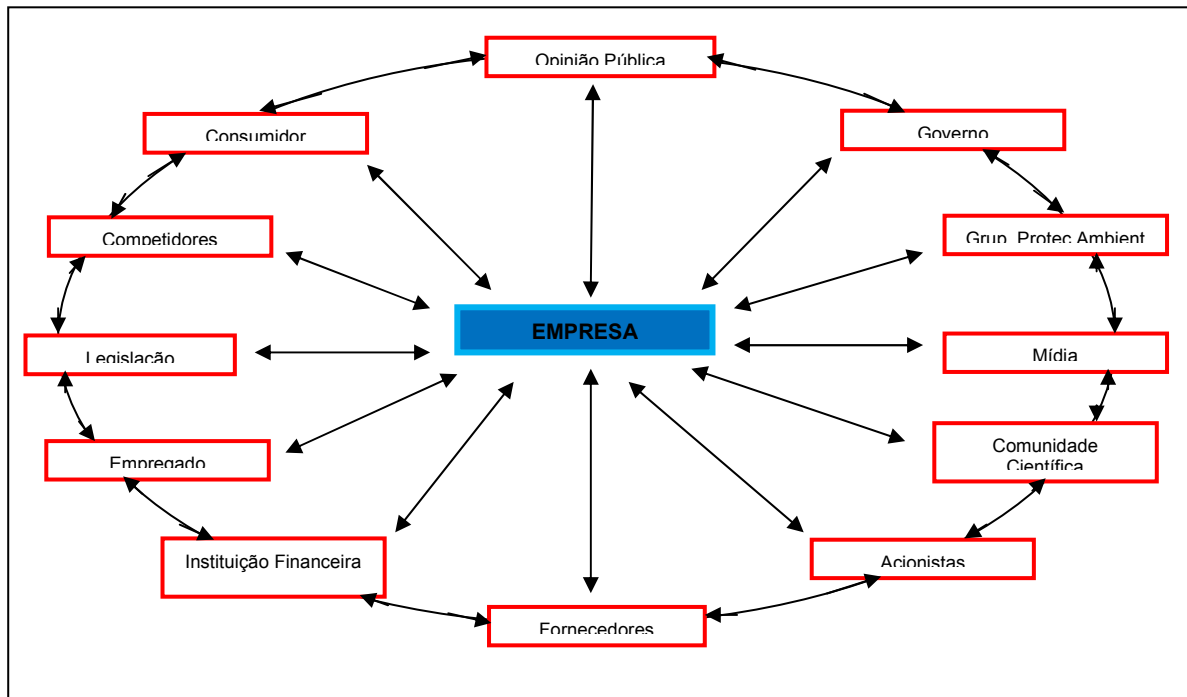 Opinião Pública
Consumidor
Governo
Competidores
Grup. Protec Ambient
EMPRESA
Legislação
Mídia
Empregado
Comunidade
Científica
Instituição Financeira
Acionistas
Fornecedores